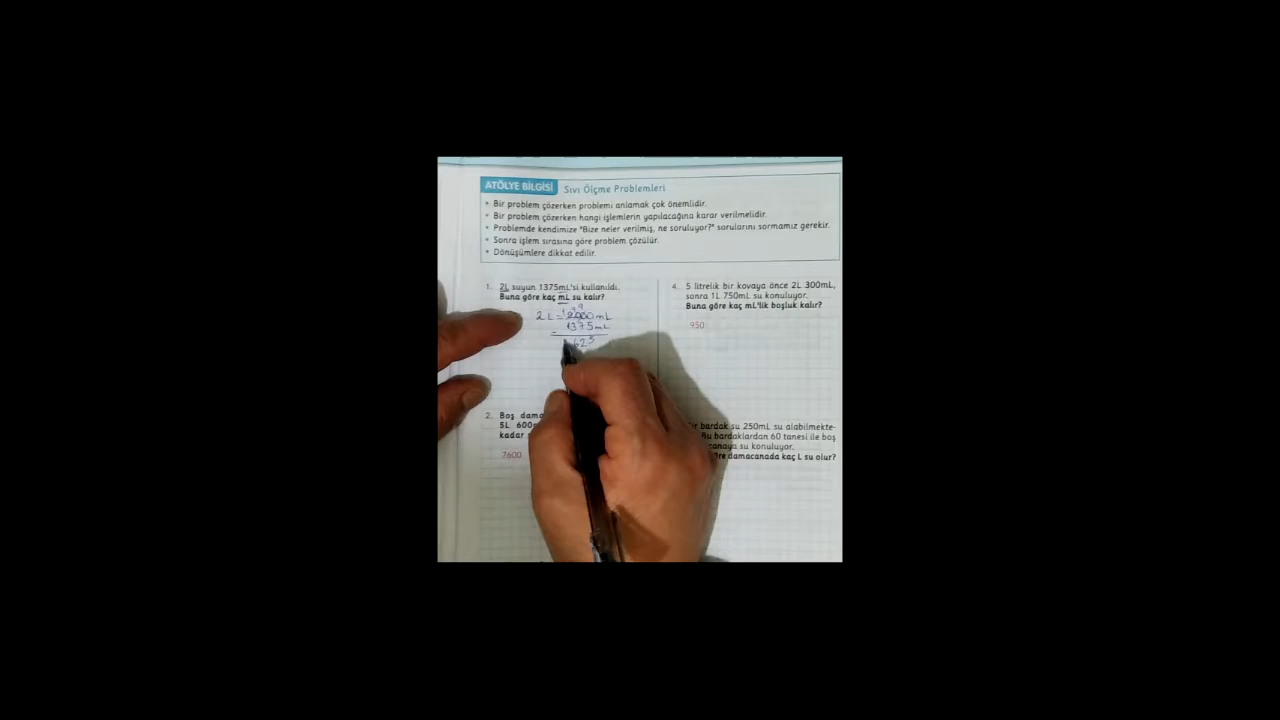 ATÖLYE BİLGİSİ Sıvı Ölçme Problemleri
• Bir problem çözerken problemi anlamak çok önemlidir.
• Bir problem çözerken hangi işlemlerin yapılacağına karar verilmelidir.
• Problemde kendimize "Bize neler verilmiş, ne soruluyor?" sorularını sormamız gerekir.
• Sonra işlem sırasına göre problem çözülür.
• Dönüşümlere dikkat edilir.
1. 2L suyun 1375mL'si kullanıldı.
Buna göre kaç mL su kalır?
2 L = 2000 mL
1375 mL
-
625
2. Boş
5L
kadar
7600
4. 5 litrelik bir kovaya önce 2L 300mL,
sonra 1L 750mL su konuluyor.
Buna göre kaç mL'lik boşluk kalır?
950
bardak su 250mL su alabilmekte-
Bu bardaklardan 60 tanesi ile boş
su konuluyor.
damacanada kaç L su olur?